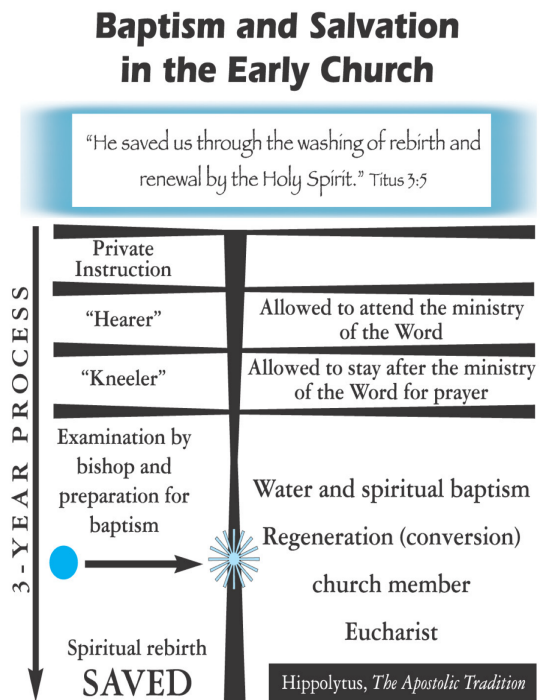 Baptism and Salvation
in the Early Church
“He saved us through the washing of rebirth and
renewal by the Holy Spirit.” Titus 3:5
3-YEAR PROCESS
Private
Instruction
“Hearer”
Allowed to attend the ministry
of the Word
“Kneeler”
Allowed to stay after the ministry
of the Word for prayer
Examination by
bishop and
preparation for
baptism
Water and spiritual baptism
Regeneration (conversion)
church member
Eucharist
Spiritual rebirth
SAVED
Hippolytus, The Apostolic Tradition